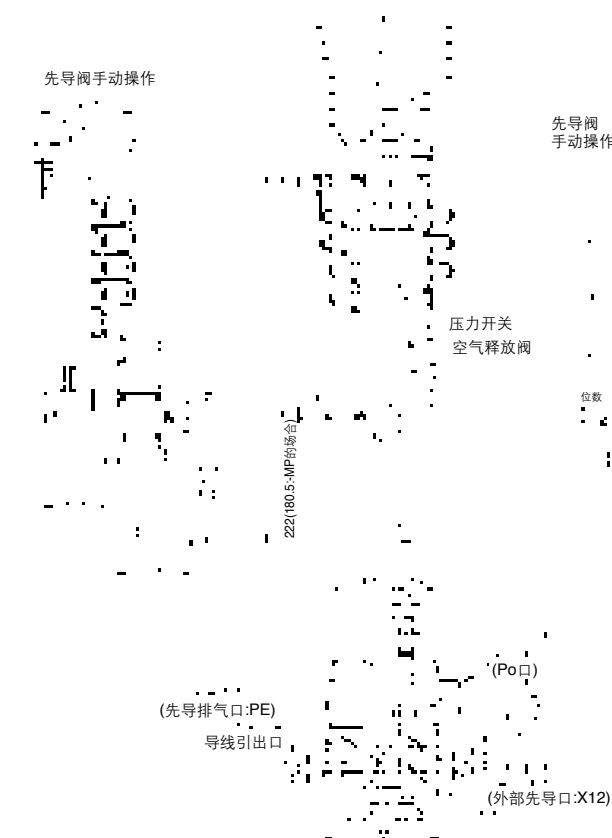 先导阀手动操作
先导阀
手动操作
压力开关
空气释放阀
位数
222(180.5:-MP的场合)
(Po口)
(先导排气口:PE)
导线引出口
(外部先导口:X12)